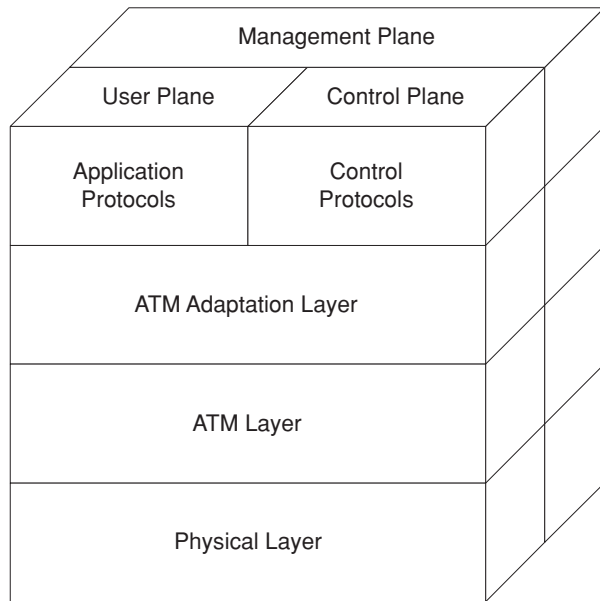 Management Plane
User Plane
Control Plane
Application
Protocols
Control
Protocols
ATM Adaptation Layer
ATM Layer
Physical Layer